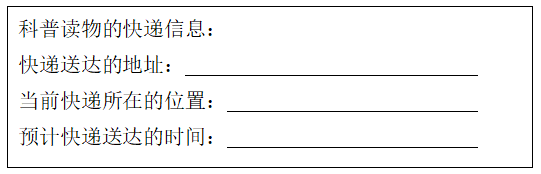 科普读物的快递信息：
快递送达的地址：
当前快递所在的位置：
预计快递送达的时间：